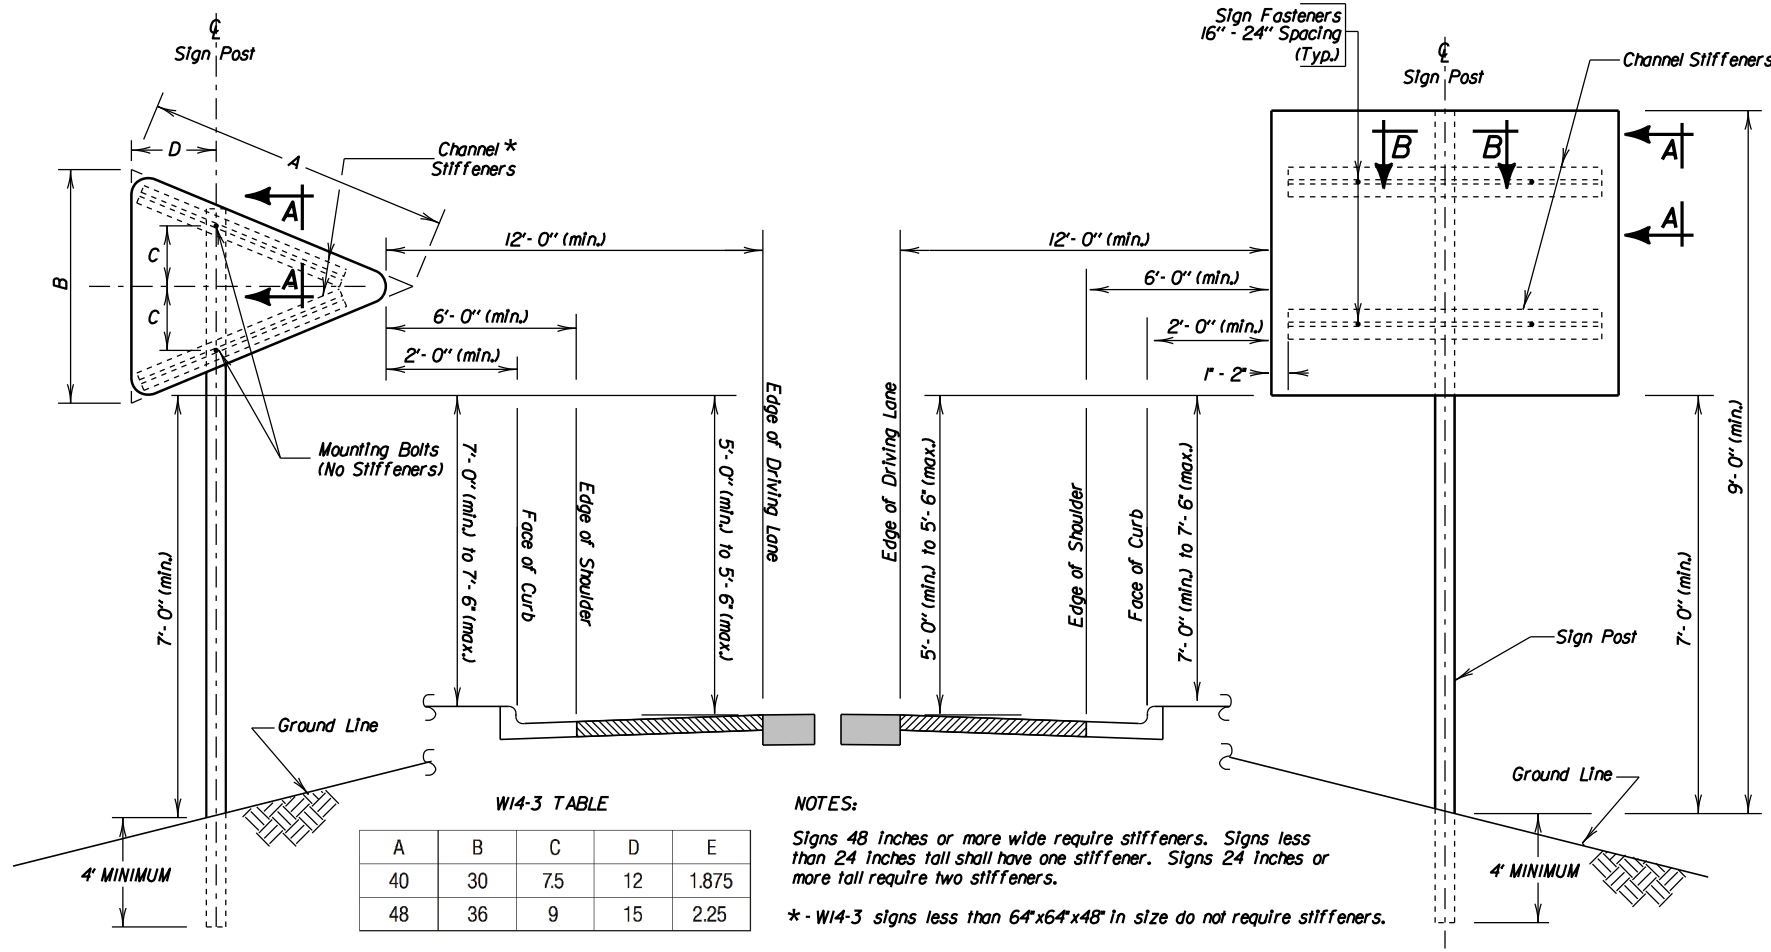 ℄
Sign Post
D
A
Channel *
Stiffeners
A
A
B
C
C
12'-0" (min.)
6'-0" (min.)
2'-0" (min.)
Mounting Bolts
(No Stiffeners)
7'-0" (min.)
7'-0" (min.) to 7'-6" (max.)
Face of Curb
Edge of Shoulder
5'-0" (min.) to 5'-6" (max.)
Edge of Driving Lane
Ground Line
4' MINIMUM
Sign Fasteners
16" - 24" Spacing
(Typ.)
℄
Sign Post
Channel Stiffeners
B
B
A
A
12'-0" (min.)
6'-0" (min.)
2'-0" (min.)
1" - 2"
Edge of Driving Lane
5'-0" (min.) to 5'-6" (max.)
Edge of Shoulder
Face of Curb
7'-0" (min.) to 7'-6" (max.)
Sign Post
7'-0" (min.)
9'-0" (min.)
Ground Line
4' MINIMUM
W14-3 TABLE
A B C D E
40 30 7.5 12 1.875
48 36 9 15 2.25
NOTES:
Signs 48 inches or more wide require stiffeners. Signs less
than 24 inches tall shall have one stiffener. Signs 24 inches or
more tall require two stiffeners.
* - W14-3 signs less than 64"x64"x48" in size do not require stiffeners.